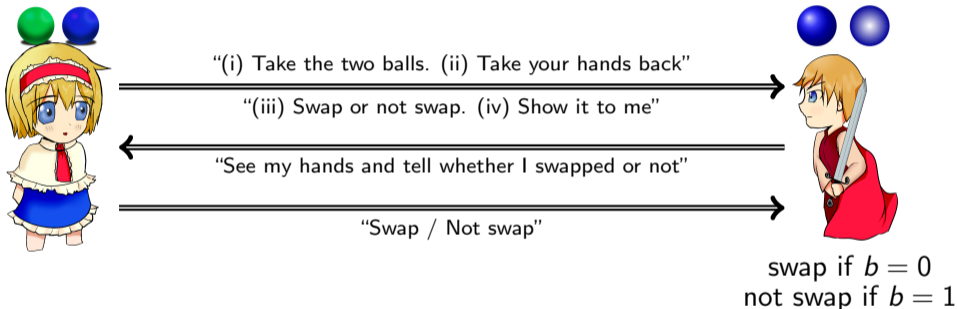 “(i) Take the two balls. (ii) Take your hands back”
“(iii) Swap or not swap. (iv) Show it to me”
“See my hands and tell whether I swapped or not”
“Swap / Not swap”
swap if b = 0
not swap if b = 1